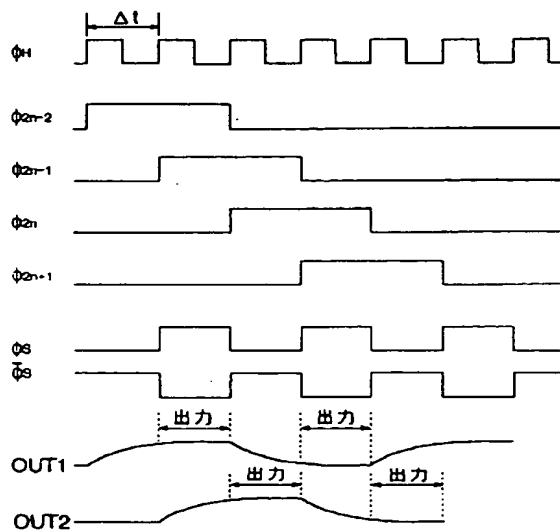 Δt
φH
φ2n-2
φ2n-1
φ2n
φ2n+1
φS
φ̄S
出力 出力
OUT1
出力 出力
OUT2